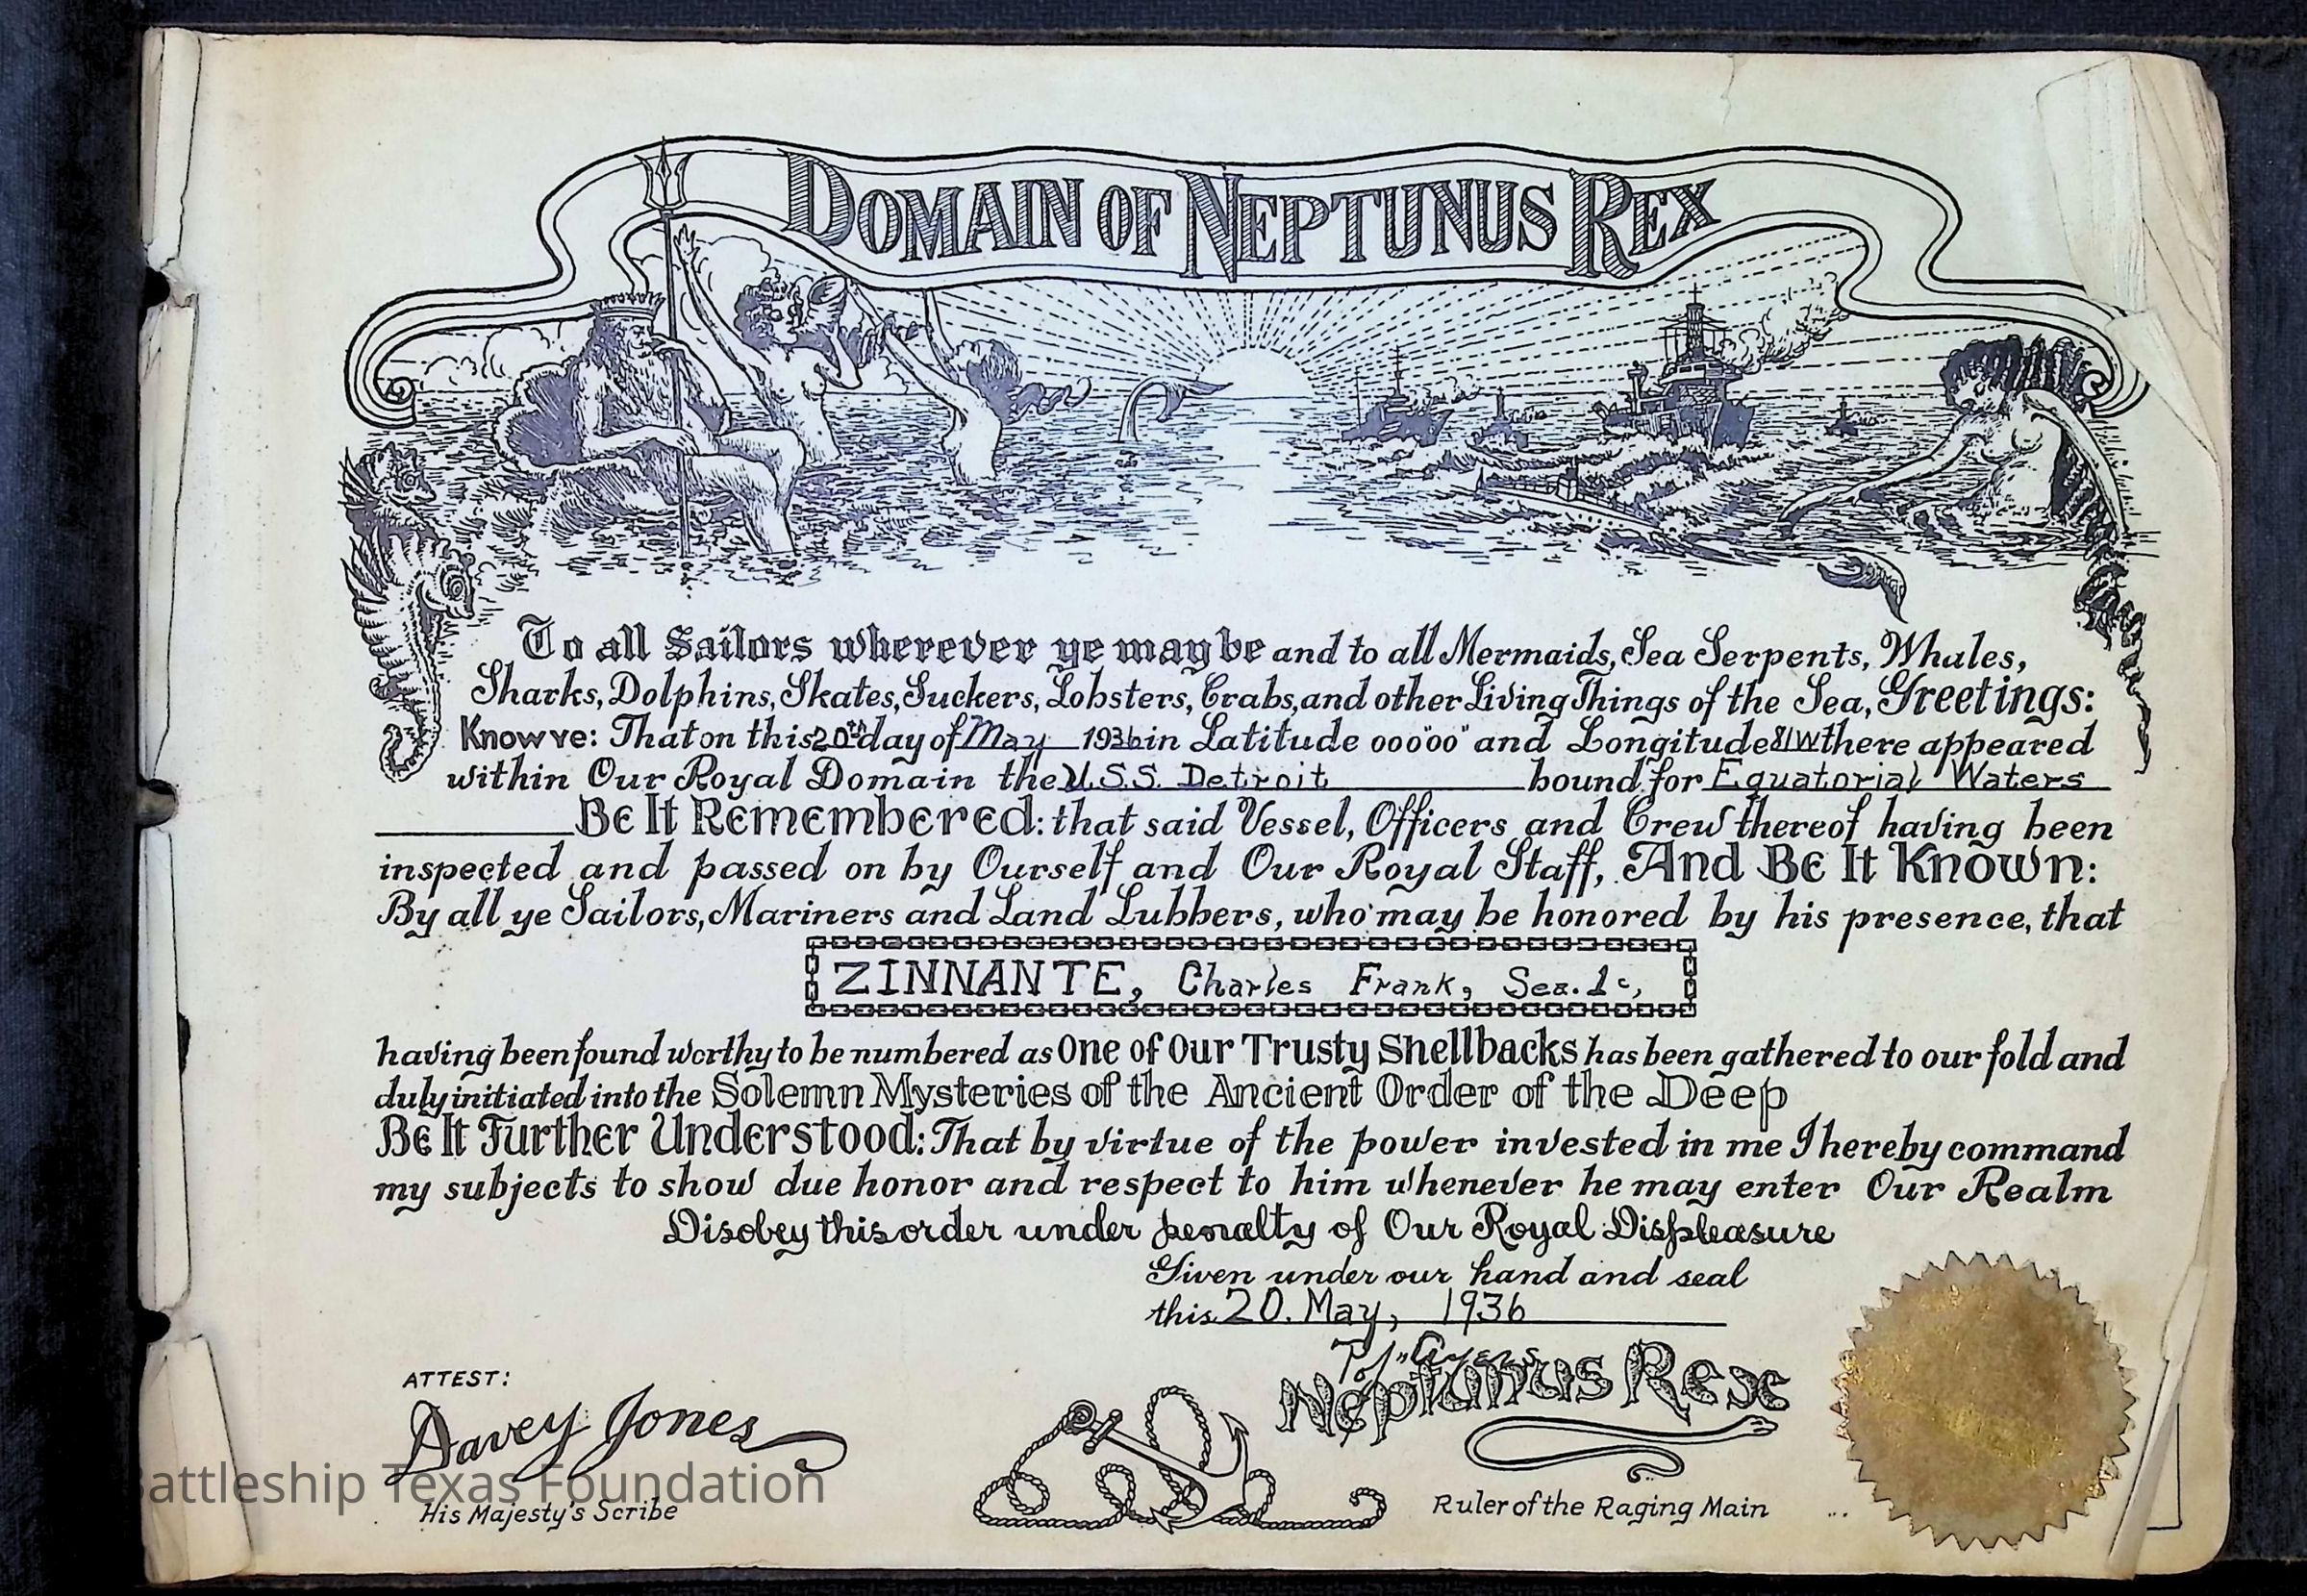 DOMAIN OF NEPTUNUS REX
To all Sailors wherever ye may be and to all Mermaids, Sea Serpents, Whales,
Sharks, Dolphins, Skates, Suckers, Lobsters, Crabs, and other Living Things of the Sea, Greetings:
Know ye: That on this 20th day of May 1936 in Latitude 00000'00" and Longitude 81W there appeared
within Our Royal Domain the U.S.S. Detroit bound for Equatorial Waters
Be It Remembered: that said Vessel, Officers and Crew thereof having been
inspected and passed on by Ourself and Our Royal Staff, And Be It Known:
By all ye Sailors, Mariners and Land Lubbers, who may be honored by his presence, that
ZINNANTE, Charles Frank, Sea. 1c,
having been found worthy to be numbered as One of Our Trusty Shellbacks has been gathered to our fold and
duly initiated into the Solemn Mysteries of the Ancient Order of the Deep
Be It Further Understood: That by virtue of the power invested in me I hereby command
my subjects to show due honor and respect to him whenever he may enter Our Realm
Disobey this order under penalty of Our Royal Displeasure
Given under our hand and seal
this 20. May, 1936
Neptunus Rex
Ruler of the Raging Main
ATTEST:
Davey Jones
His Majesty's Scribe
attleship Texas Foundation